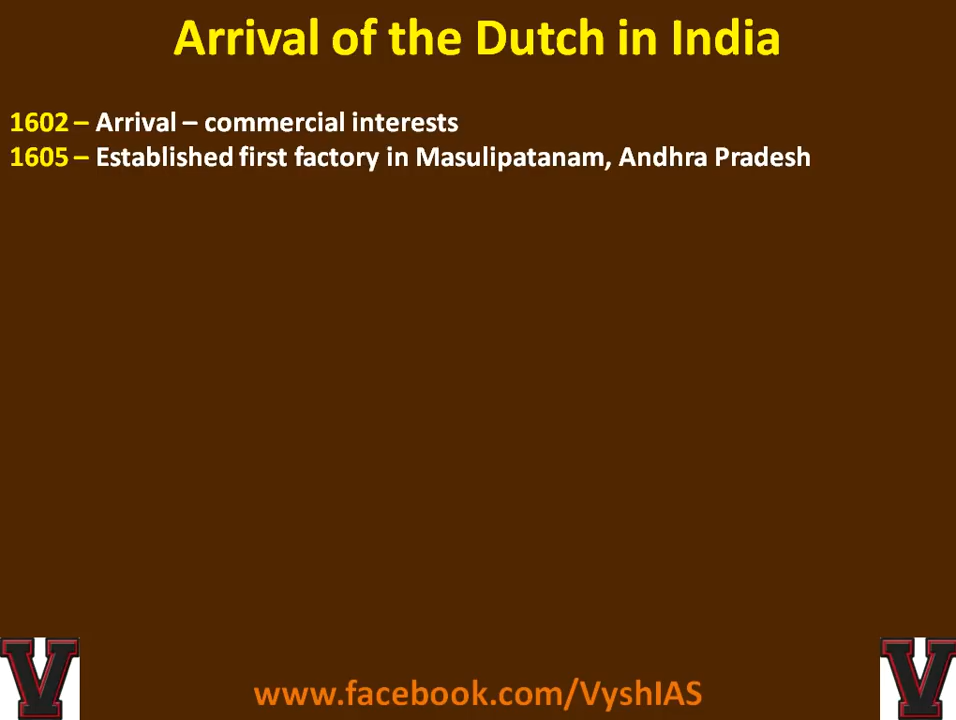 Arrival of the Dutch in India
1602 – Arrival – commercial interests
1605 – Established first factory in Masulipatanam, Andhra Pradesh
V V
www.facebook.com/VyshIAS